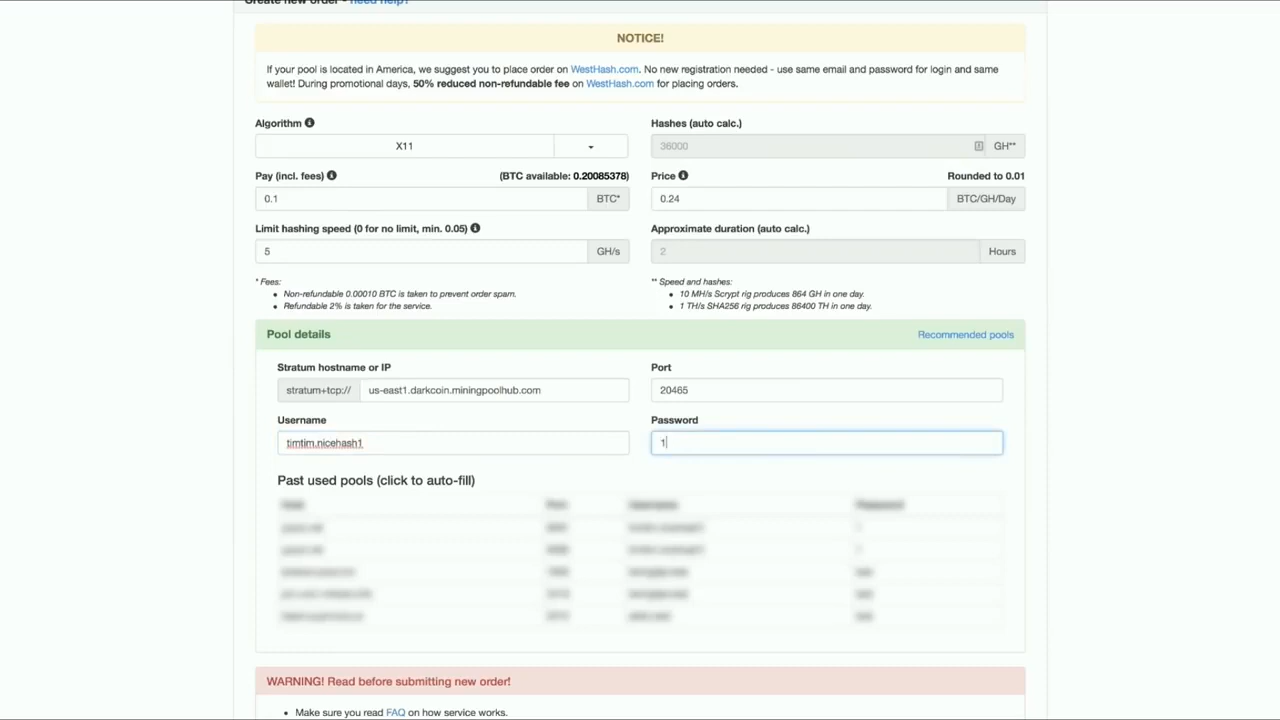 Create new order - need help?
NOTICE!
If your pool is located in America, we suggest you to place order on WestHash.com. No new registration needed - use same email and password for login and same
wallet! During promotional days, 50% reduced non-refundable fee on WestHash.com for placing orders.
Algorithm
Hashes (auto calc.)
X11
36000 GH**
Pay (incl. fees) (BTC available: 0.20085378)
Price Rounded to 0.01
0.1 BTC*
0.24 BTC/GH/Day
Limit hashing speed (0 for no limit, min. 0.05)
Approximate duration (auto calc.)
5 GH/s
2 Hours
* Fees:
Non-refundable 0.00010 BTC is taken to prevent order spam.
Refundable 2% is taken for the service.
** Speed and hashes:
10 MH/s Scrypt rig produces 864 GH in one day.
1 TH/s SHA256 rig produces 86400 TH in one day.
Pool details Recommended pools
Stratum hostname or IP
Port
stratum+tcp:// us-east1.darkcoin.miningpoolhub.com
20465
Username
Password
timtim.nicehash1
1
Past used pools (click to auto-fill)
WARNING! Read before submitting new order!
Make sure you read FAQ on how service works.